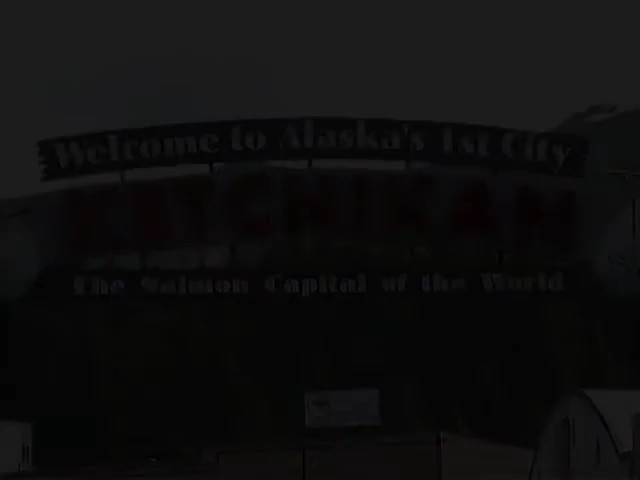 Welcome to Alaska's 1st City
KETCHIKAN
The Salmon Capital of the World